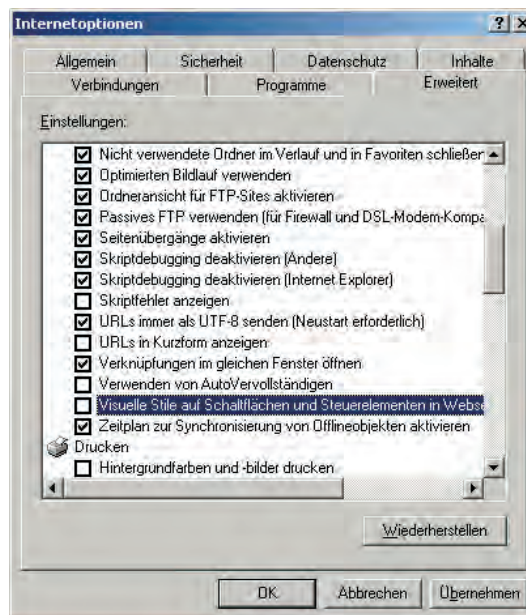 Internetoptionen
Allgemein Sicherheit Datenschutz Inhalte
Verbindungen Programme Erweitert
Einstellungen:
Nicht verwendete Ordner im Verlauf und in Favoriten schließen
Optimierten Bildlauf verwenden
Ordneransicht für FTP-Sites aktivieren
Passives FTP verwenden (für Firewall und DSL-Modem-Kompa
Seitenübergänge aktivieren
Skriptdebugging deaktivieren (Andere)
Skriptdebugging deaktivieren (Internet Explorer)
Skriptfehler anzeigen
URLs immer als UTF-8 senden (Neustart erforderlich)
URLs in Kurzform anzeigen
Verknüpfungen im gleichen Fenster öffnen
Verwenden von AutoVervollständigen
Visuelle Stile auf Schaltflächen und Steuerelementen in Webse
Zeitplan zur Synchronisierung von Offlineobjekten aktivieren
Drucken
Hintergrundfarben und -bilder drucken
Wiederherstellen
OK Abbrechen Übernehmen